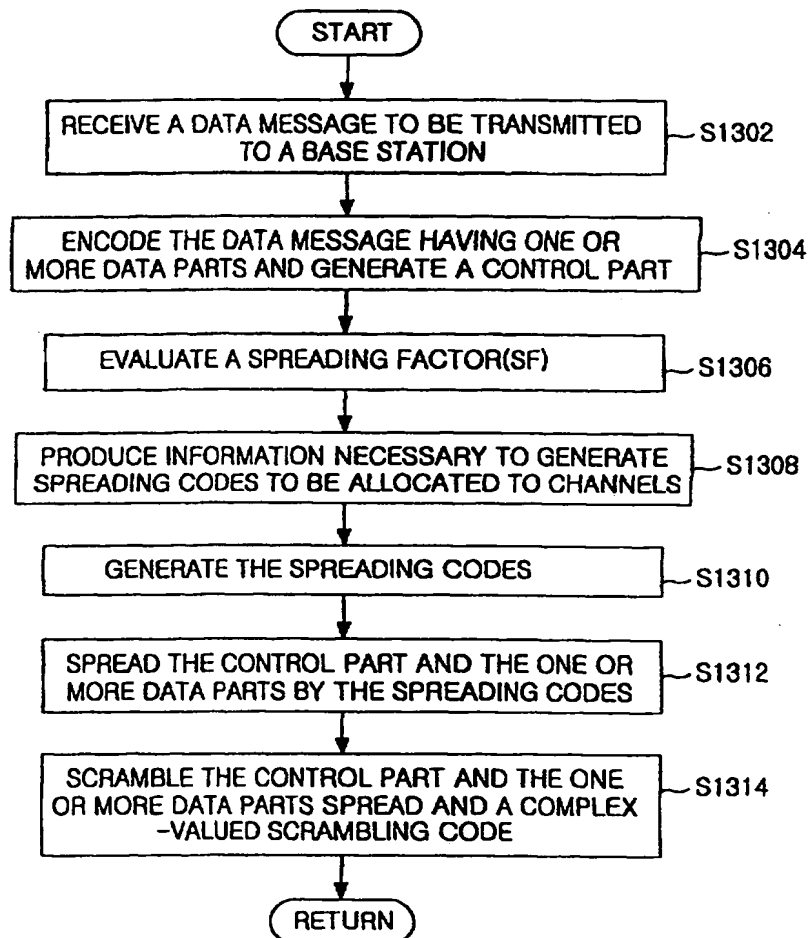 START
RECEIVE A DATA MESSAGE TO BE TRANSMITTED
TO A BASE STATION
S1302
ENCODE THE DATA MESSAGE HAVING ONE OR
MORE DATA PARTS AND GENERATE A CONTROL PART
S1304
EVALUATE A SPREADING FACTOR(SF)
S1306
PRODUCE INFORMATION NECESSARY TO GENERATE
SPREADING CODES TO BE ALLOCATED TO CHANNELS
S1308
GENERATE THE SPREADING CODES
S1310
SPREAD THE CONTROL PART AND THE ONE OR
MORE DATA PARTS BY THE SPREADING CODES
S1312
SCRAMBLE THE CONTROL PART AND THE ONE
OR MORE DATA PARTS SPREAD AND A COMPLEX
-VALUED SCRAMBLING CODE
S1314
RETURN